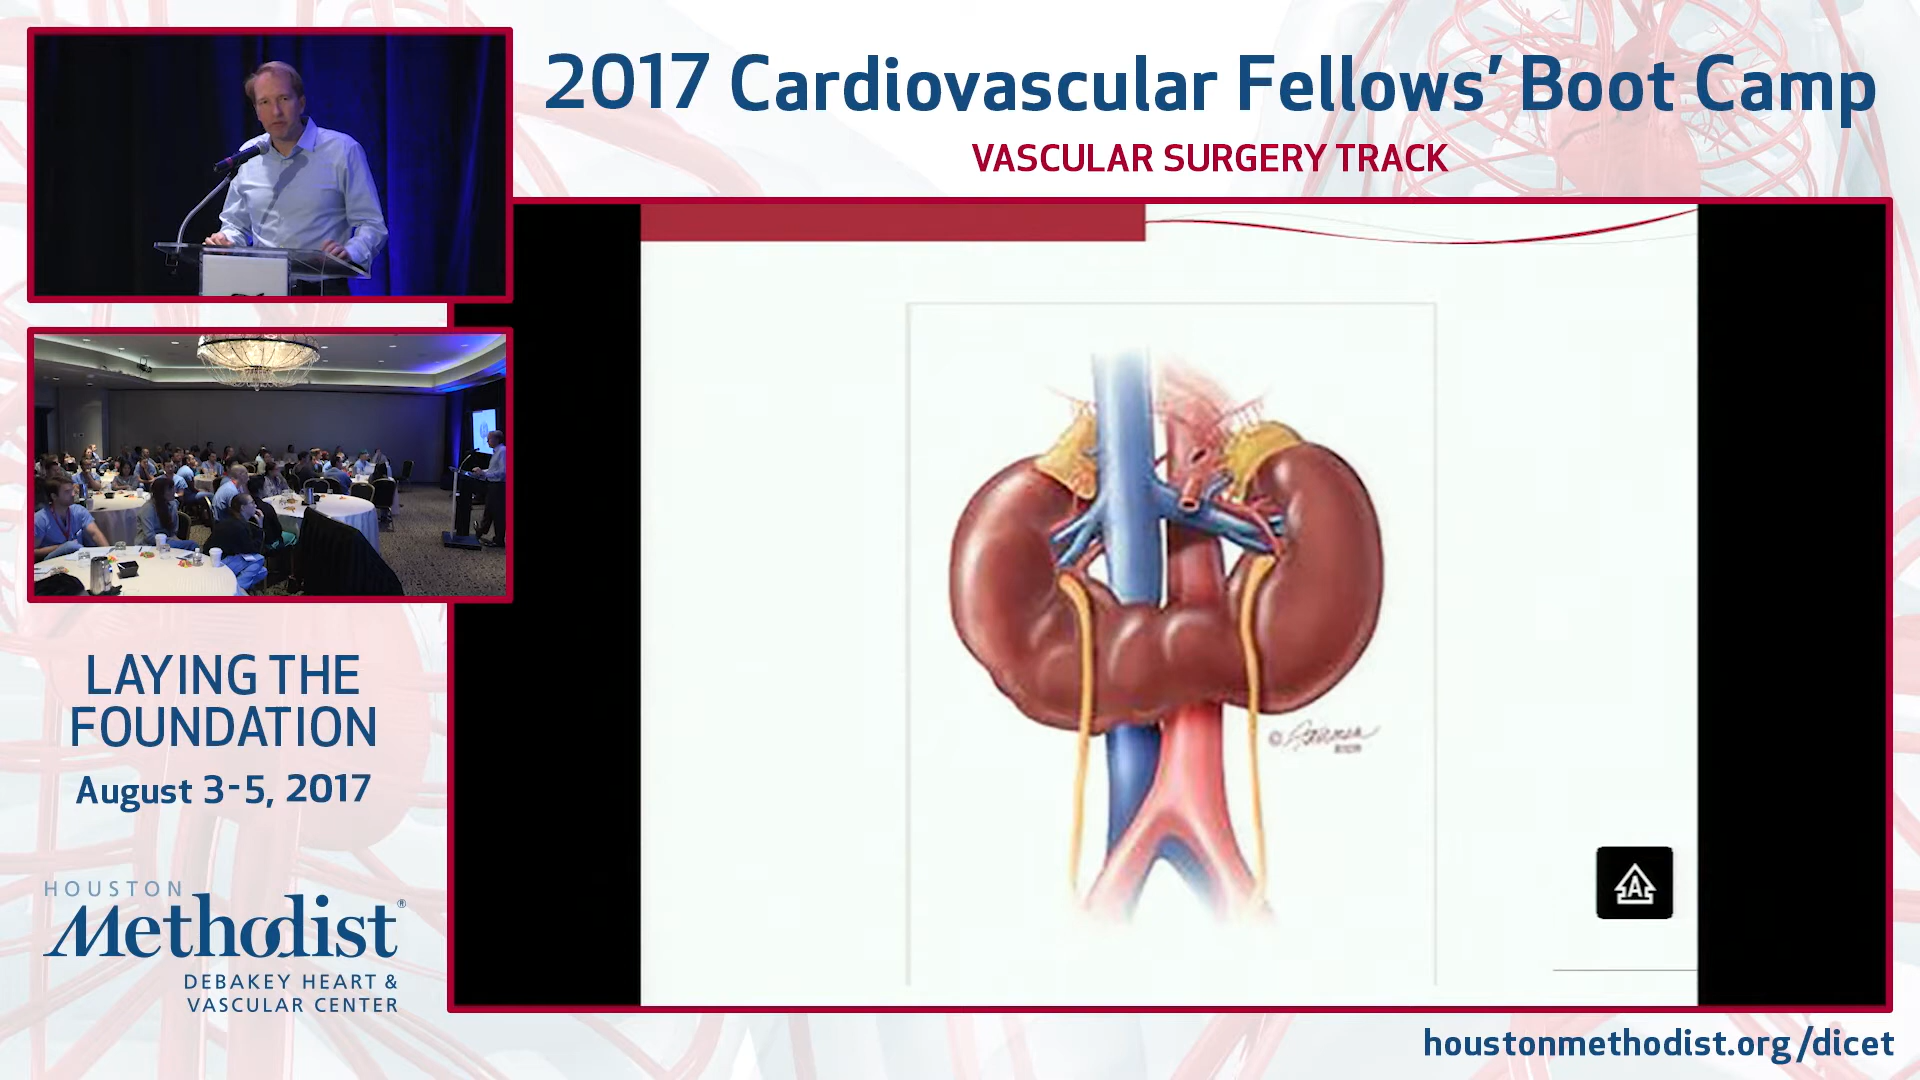 2017 Cardiovascular Fellows’ Boot Camp
VASCULAR SURGERY TRACK
LAYING THE
FOUNDATION
August 3-5, 2017
HOUSTON
Methodist®
DEBAKEY HEART &
VASCULAR CENTER
©
A
houstonmethodist.org/dicet